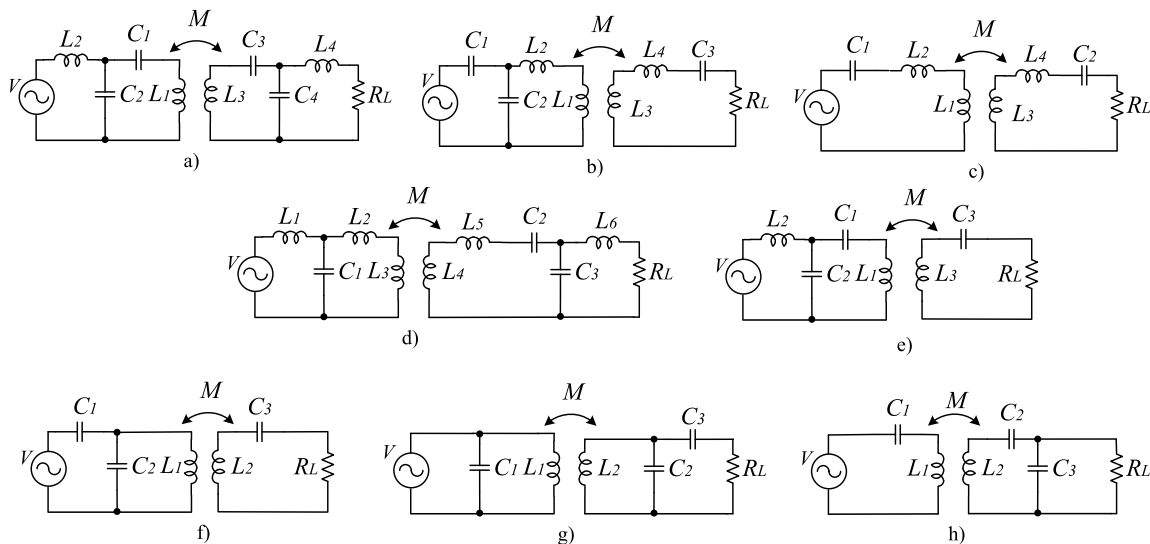 M M M
L2 C1 C3 L4 C1 L2 L4 C3 C1 L2 L4 C2
V C2 L1 L3 C4 RL V C2 L1 L3 RL V L1 L3 RL
a) b) c)
M M
L1 L2 L5 C2 L6 L2 C1 C3
V C1 L3 L4 C3 RL V C2 L1 L3 RL
d) e)
M M M
C1 C3 C3 C1 C2
V C2 L1 L2 RL V C1 L1 L2 C2 RL V L1 L2 C3 RL
f) g) h)